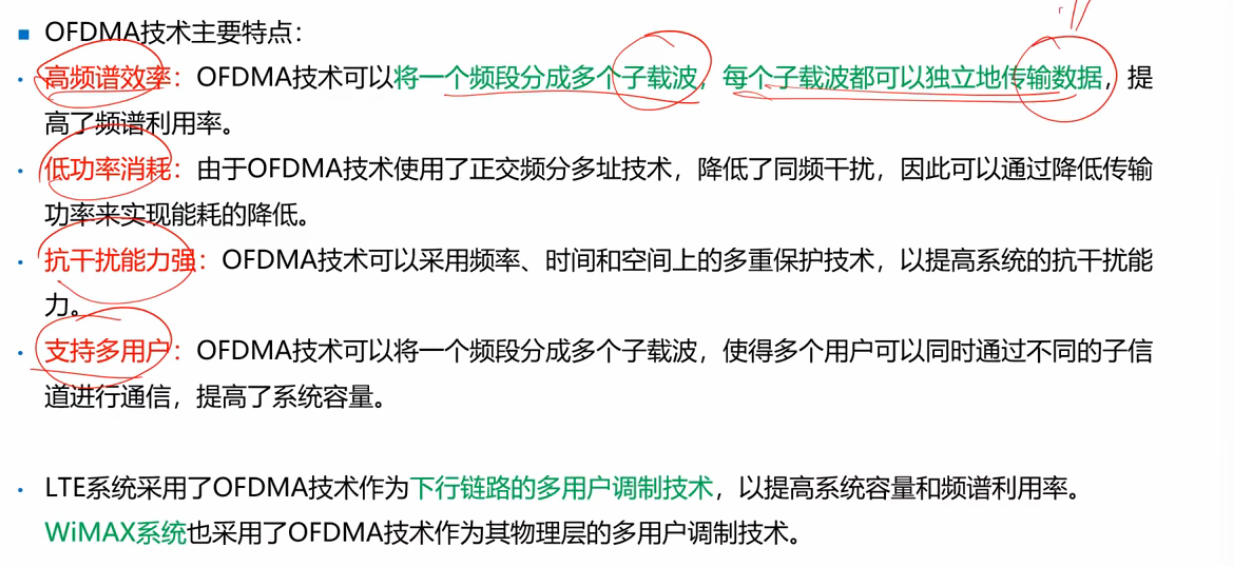 OFDMA技术主要特点：
高频谱效率：OFDMA技术可以将一个频段分成多个子载波，每个子载波都可以独立地传输数据，提
高了频谱利用率。
低功率消耗：由于OFDMA技术使用了正交频分多址技术，降低了同频干扰，因此可以通过降低传输
功率来实现能耗的降低。
抗干扰能力强：OFDMA技术可以采用频率、时间和空间上的多重保护技术，以提高系统的抗干扰能
力。
支持多用户：OFDMA技术可以将一个频段分成多个子载波，使得多个用户可以同时通过不同的子信
道进行通信，提高了系统容量。
LTE系统采用了OFDMA技术作为下行链路的多用户调制技术，以提高系统容量和频谱利用率。
WiMAX系统也采用了OFDMA技术作为其物理层的多用户调制技术。